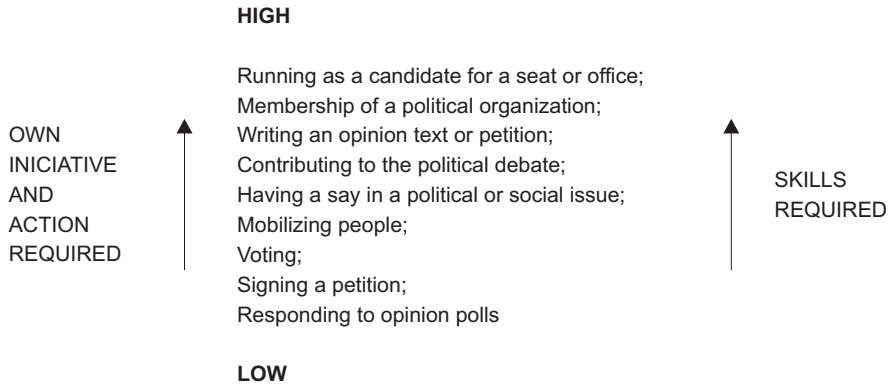 HIGH
Running as a candidate for a seat or office;
Membership of a political organization;
Writing an opinion text or petition;
Contributing to the political debate;
Having a say in a political or social issue;
Mobilizing people;
Voting;
Signing a petition;
Responding to opinion polls
LOW
OWN
INICIATIVE
AND
ACTION
REQUIRED
SKILLS
REQUIRED